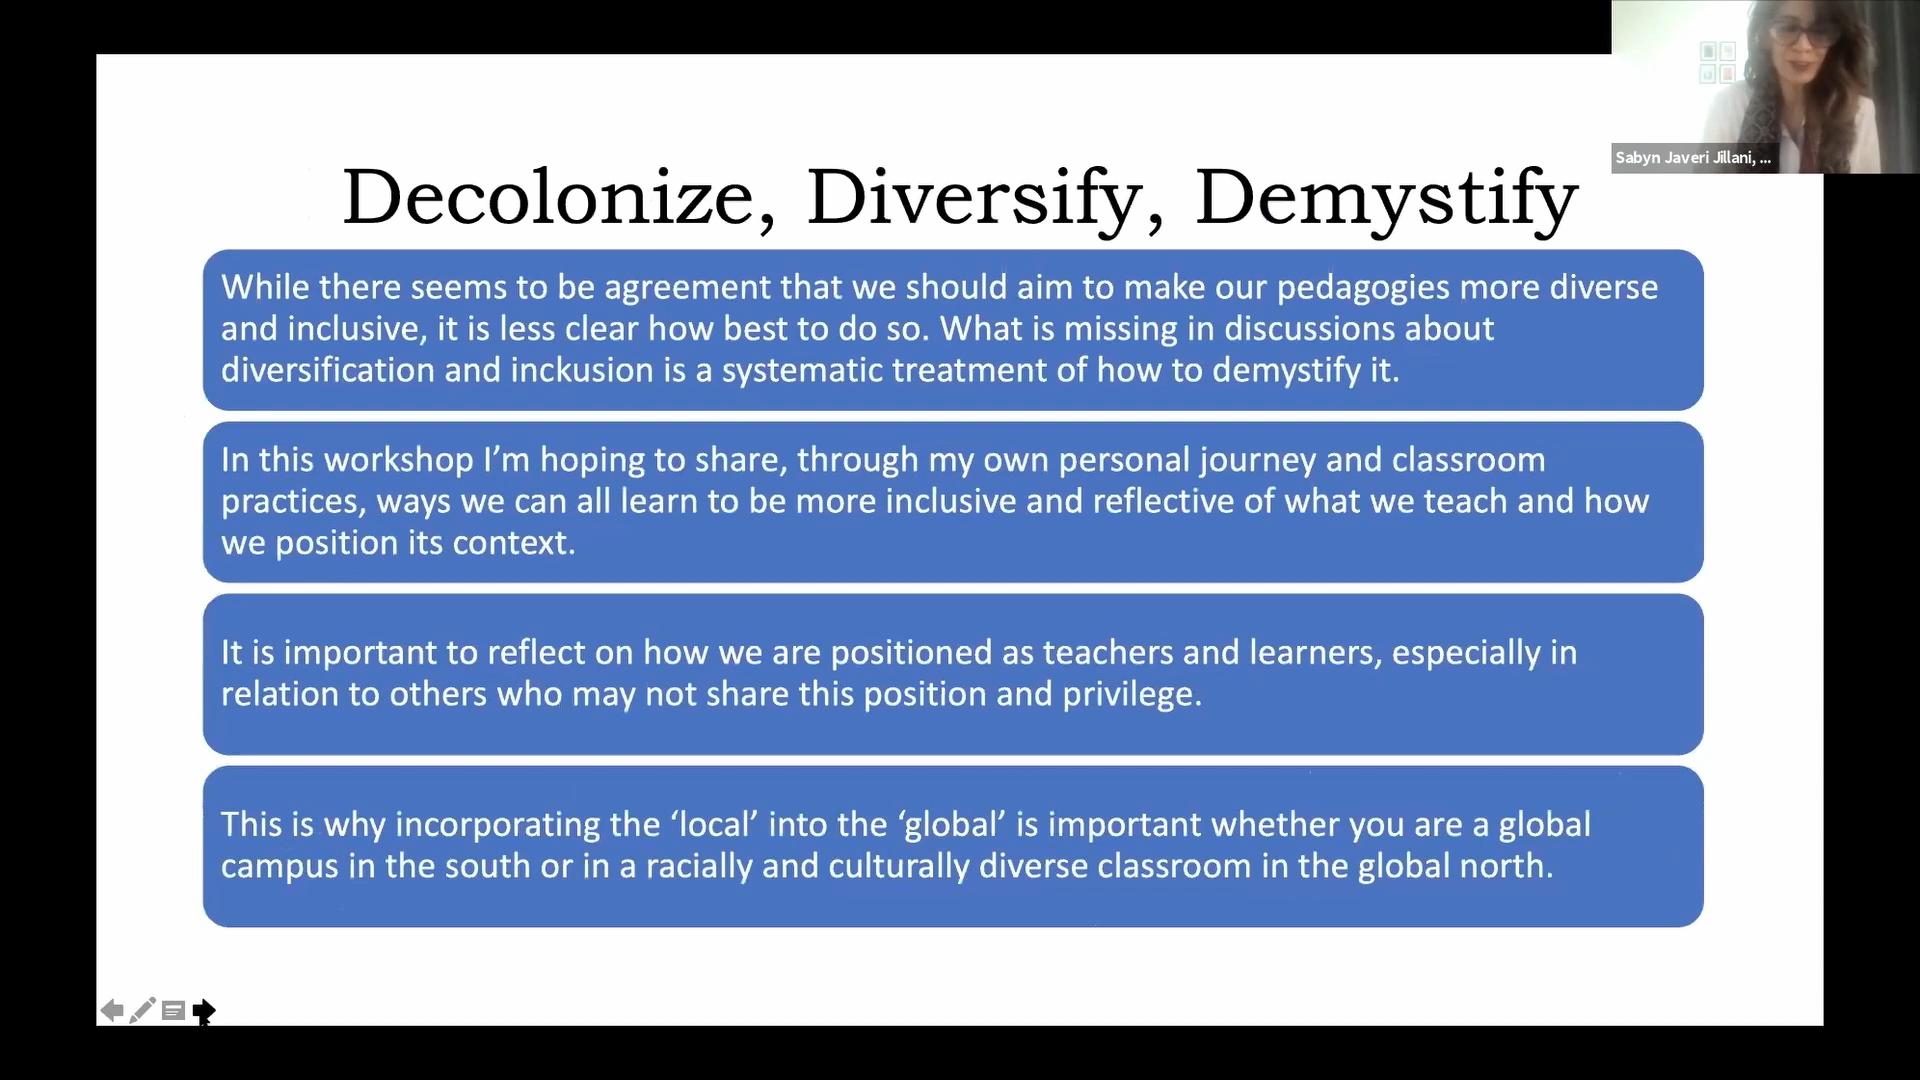 Sabyn Javeri Jillani, ...
Decolonize, Diversify, Demystify
While there seems to be agreement that we should aim to make our pedagogies more diverse
and inclusive, it is less clear how best to do so. What is missing in discussions about
diversification and inckusion is a systematic treatment of how to demystify it.
In this workshop I’m hoping to share, through my own personal journey and classroom
practices, ways we can all learn to be more inclusive and reflective of what we teach and how
we position its context.
It is important to reflect on how we are positioned as teachers and learners, especially in
relation to others who may not share this position and privilege.
This is why incorporating the ‘local’ into the ‘global’ is important whether you are a global
campus in the south or in a racially and culturally diverse classroom in the global north.